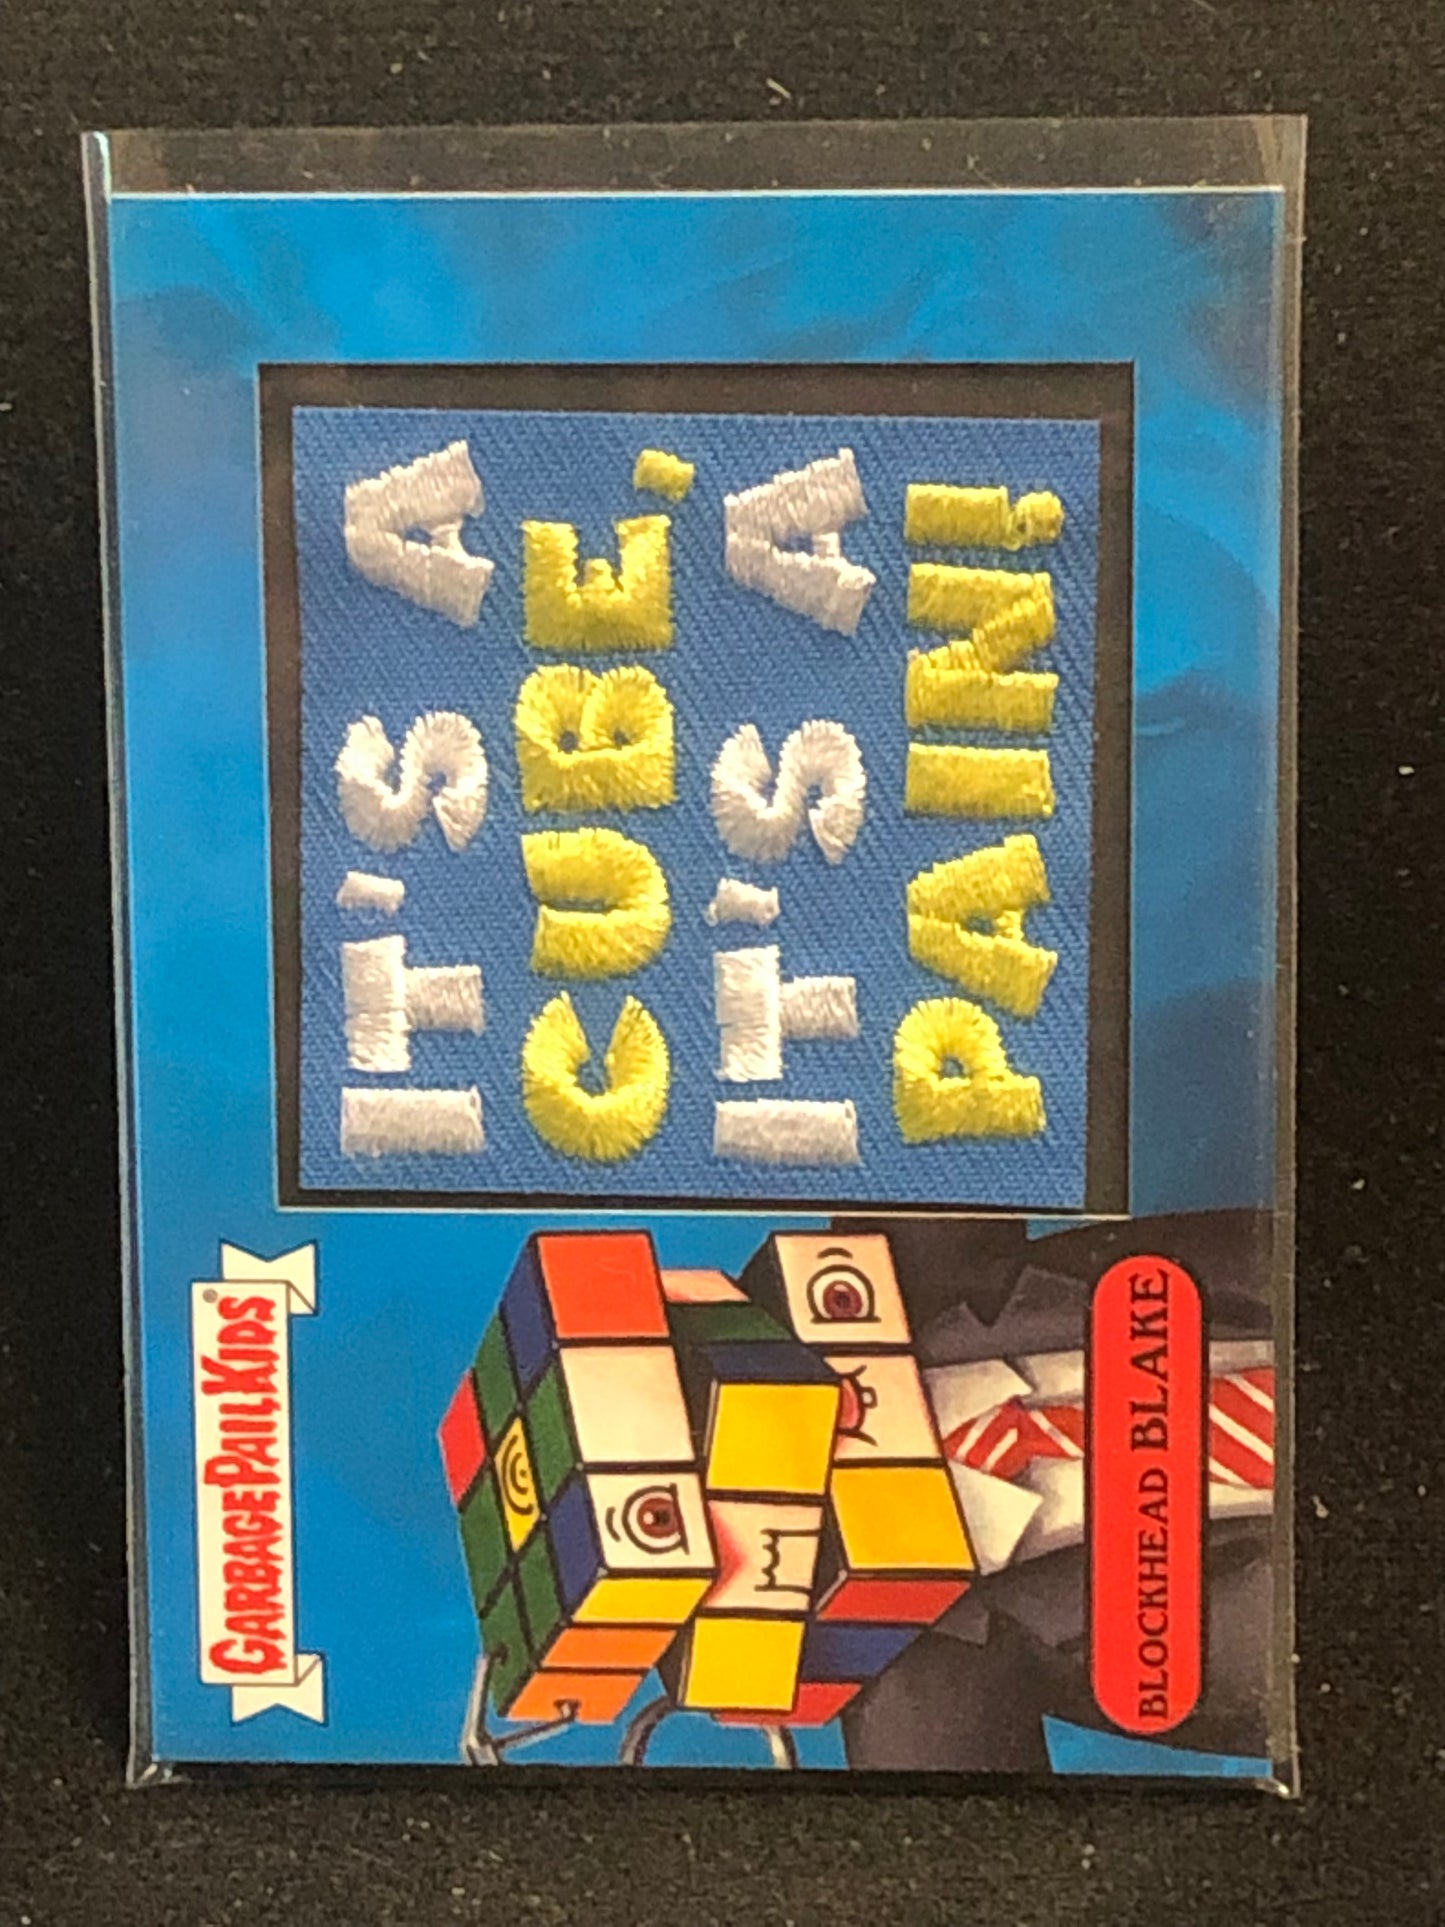 GARBAGE PAIL KIDS®
BLOCKHEAD BLAKE
IT'S A
CUBE,
IT'S A
PAIN!